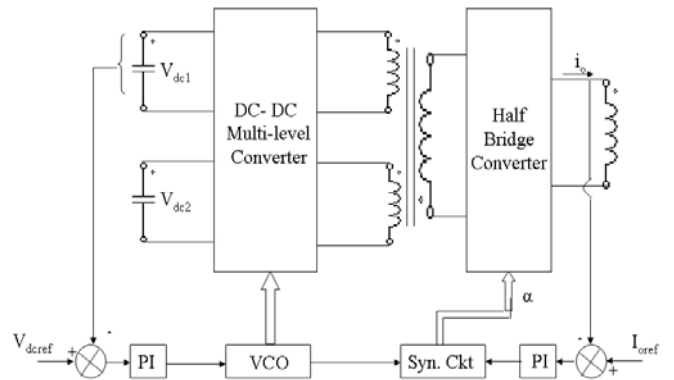 V_dc1
DC- DC
Multi-level
Converter
V_dc2
Half
Bridge
Converter
i_o
α
V_dcref
+
-
PI
VCO
Syn. Ckt
PI
-
+
I_oref